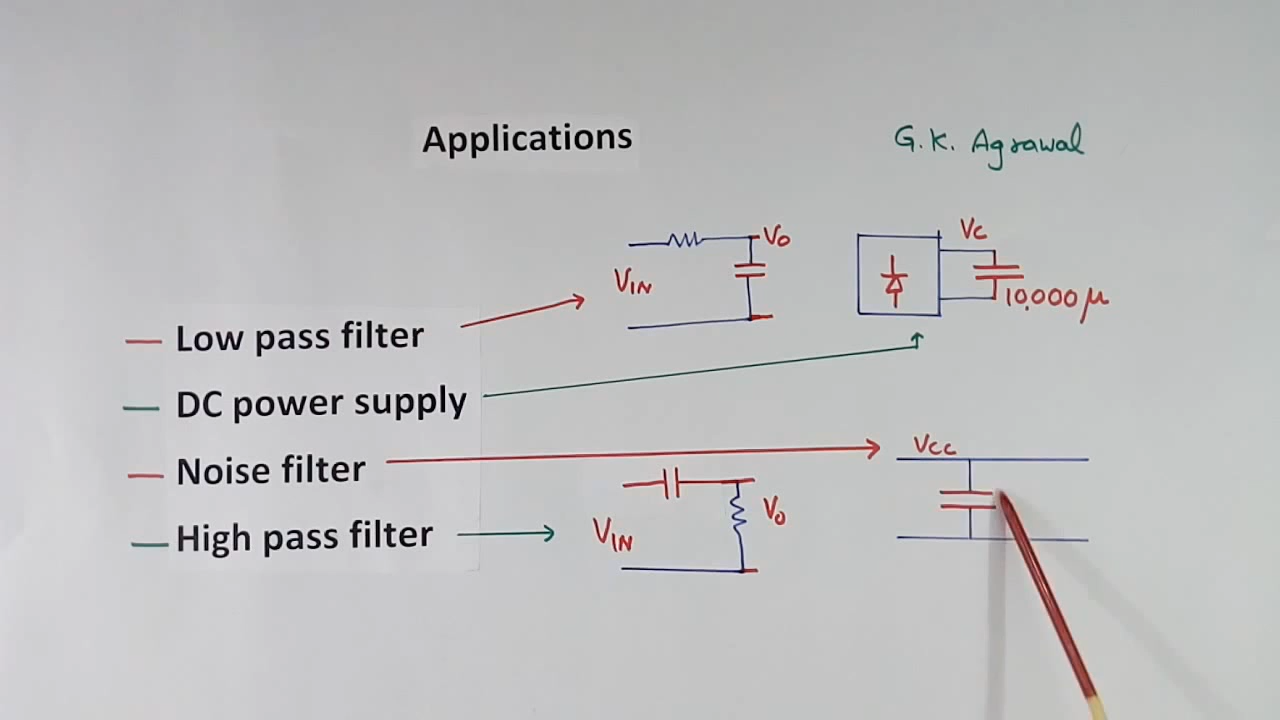 Applications
G.K. Agrawal
Low pass filter
DC power supply
Noise filter
High pass filter
VIN
Vo
Vc
10,000 μ
VIN
Vo
Vcc